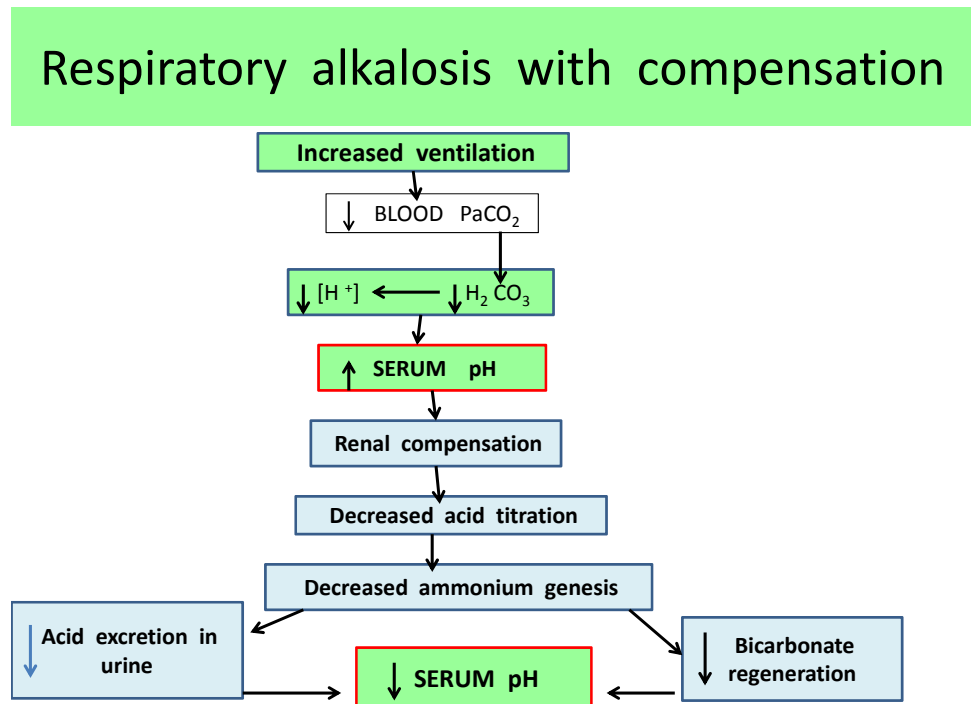 Respiratory alkalosis with compensation
Increased ventilation
↓ BLOOD PaCO₂
↓ [H ⁺] ← ↓ H₂ CO₃
↑ SERUM pH
Renal compensation
Decreased acid titration
Decreased ammonium genesis
↓ Acid excretion in
urine
↓ Bicarbonate
regeneration
↓ SERUM pH